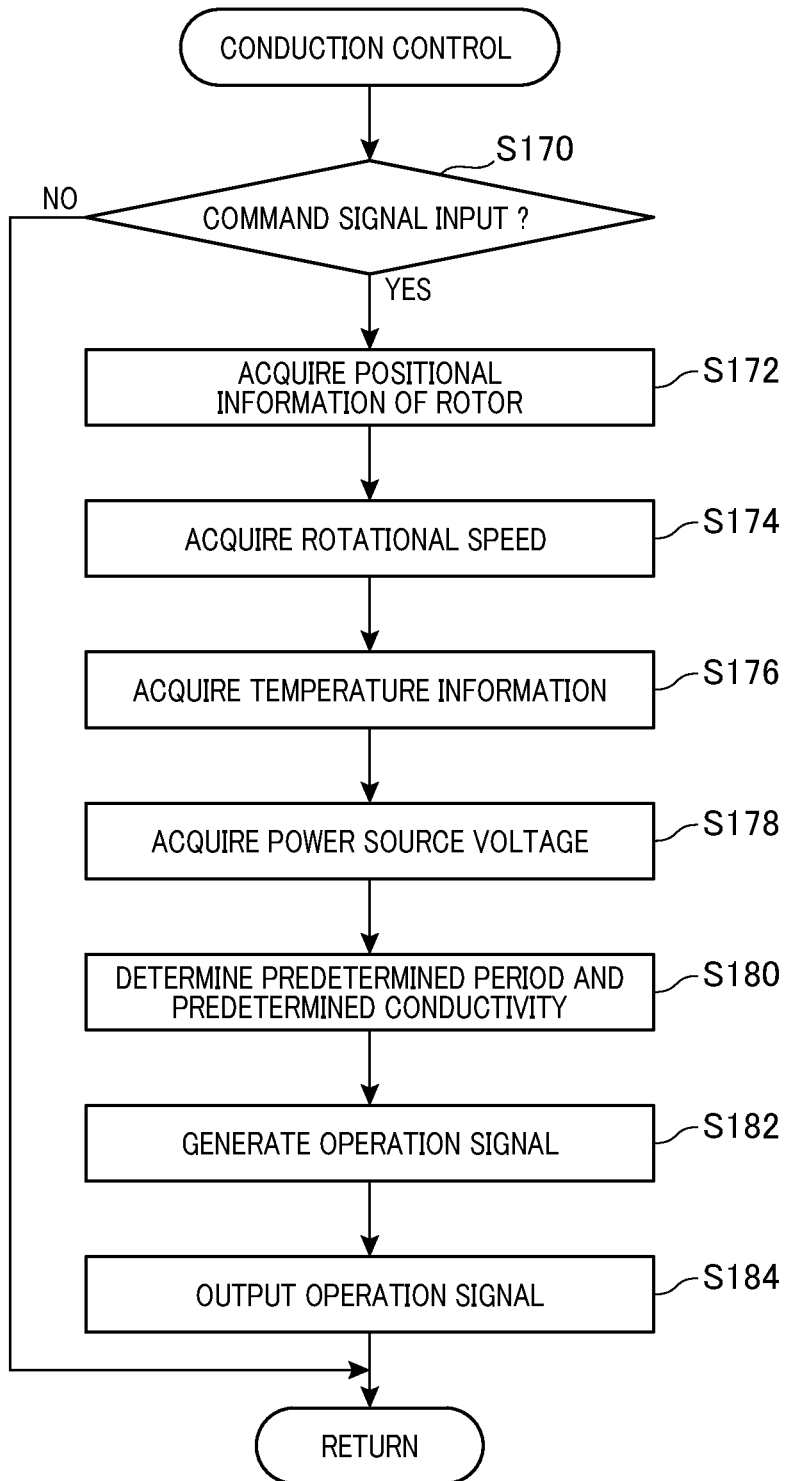 CONDUCTION CONTROL
S170
NO
COMMAND SIGNAL INPUT ?
YES
ACQUIRE POSITIONAL
INFORMATION OF ROTOR
S172
ACQUIRE ROTATIONAL SPEED
S174
ACQUIRE TEMPERATURE INFORMATION
S176
ACQUIRE POWER SOURCE VOLTAGE
S178
DETERMINE PREDETERMINED PERIOD AND
PREDETERMINED CONDUCTIVITY
S180
GENERATE OPERATION SIGNAL
S182
OUTPUT OPERATION SIGNAL
S184
RETURN